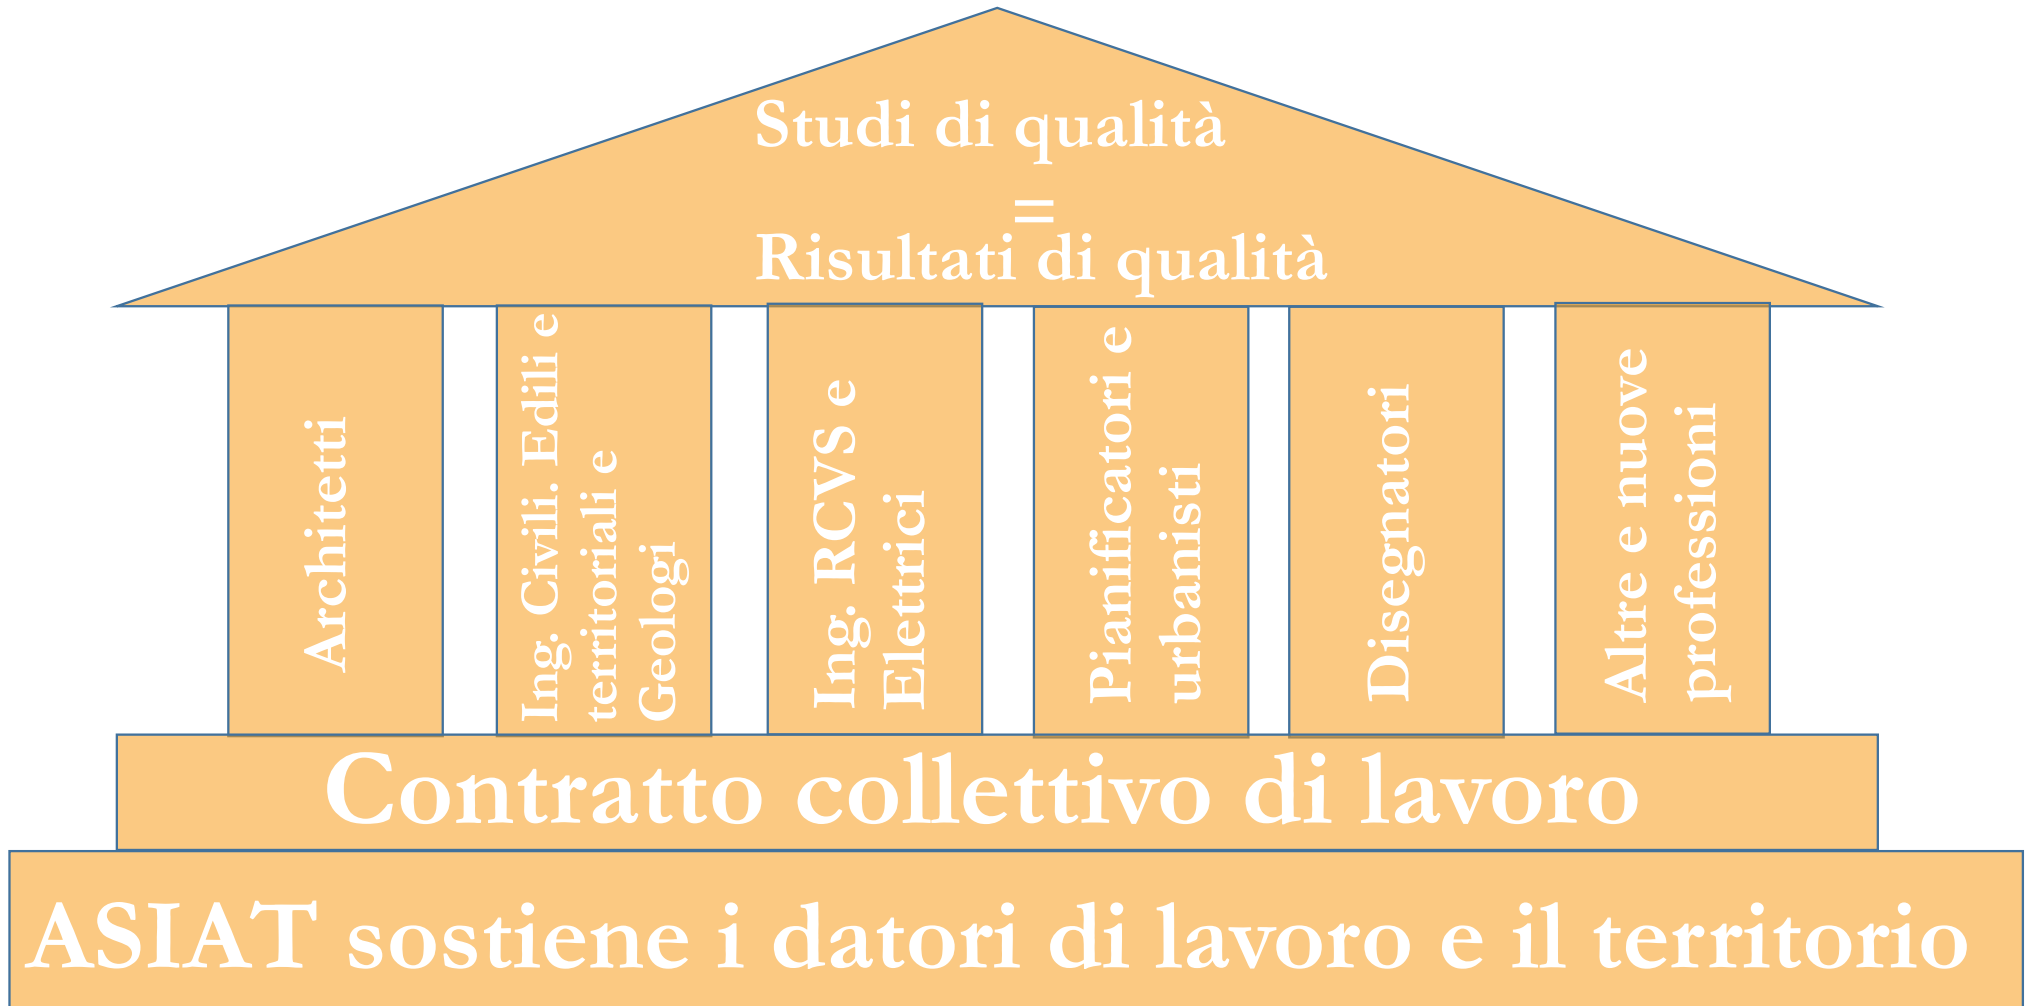 Studi di qualità
=
Risultati di qualità
Architetti
Ing. Civili. Edili e
territoriali e
Geologi
Ing. RCVS e
Elettrici
Pianificatori e
urbanisti
Disegnatori
Altre e nuove
professioni
Contratto collettivo di lavoro
ASIAT sostiene i datori di lavoro e il territorio